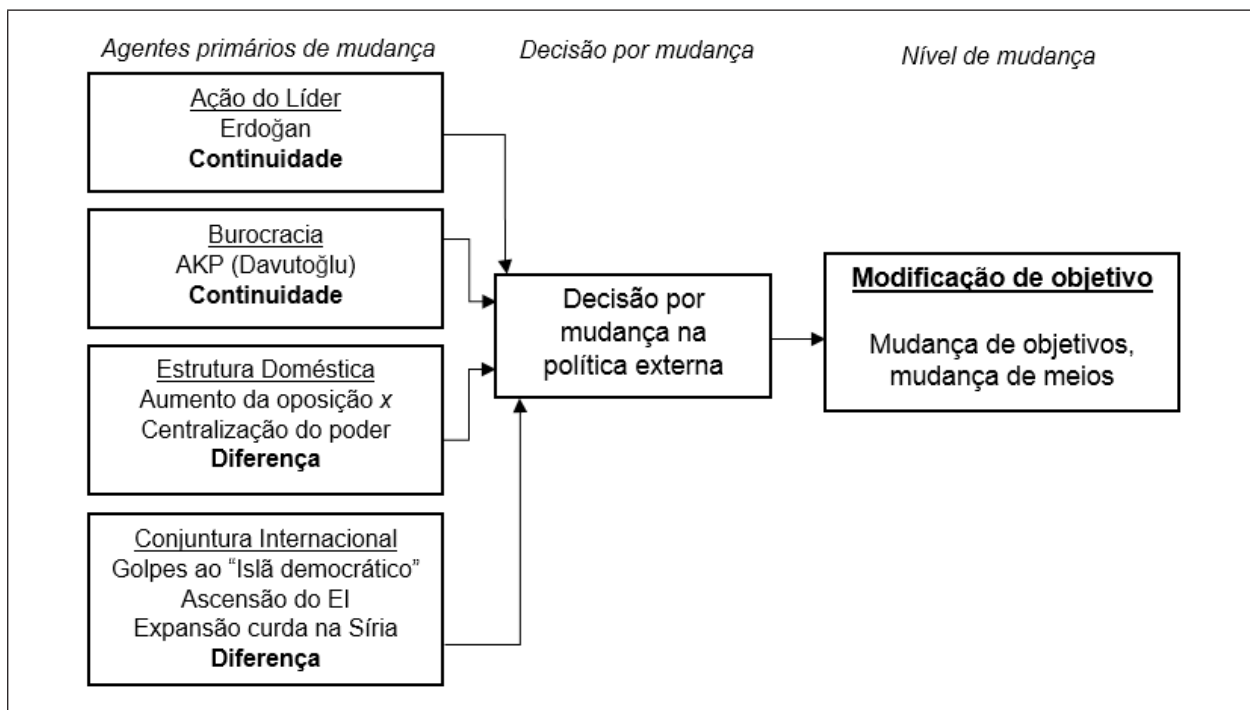 Agentes primários de mudança
Decisão por mudança
Nível de mudança
Ação do Líder
Erdoğan
Continuidade
Burocracia
AKP (Davutoğlu)
Continuidade
Estrutura Doméstica
Aumento da oposição x
Centralização do poder
Diferença
Conjuntura Internacional
Golpes ao “Islã democrático”
Ascensão do EI
Expansão curda na Síria
Diferença
Decisão por
mudança na
política externa
Modificação de objetivo
Mudança de objetivos,
mudança de meios